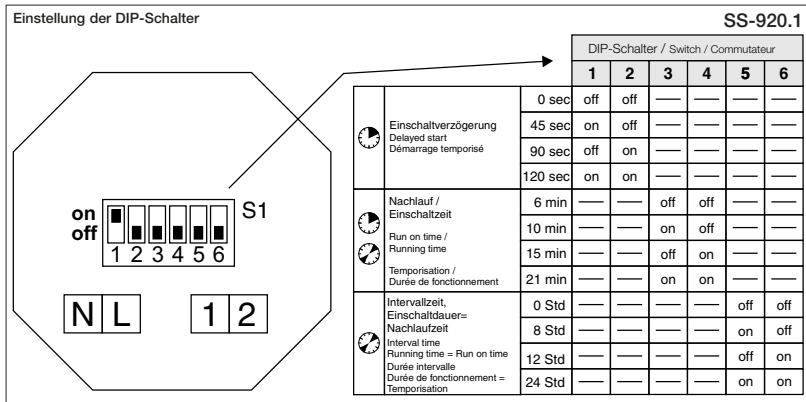 Einstellung der DIP-Schalter
SS-920.1
DIP-Schalter / Switch / Commutateur
1 2 3 4 5 6
Einschaltverzögerung
Delayed start
Démarrage temporisé
0 sec off off — — — —
45 sec on off — — — —
90 sec off on — — — —
120 sec on on — — — —
Nachlauf /
Einschaltzeit
Run on time /
Running time
Temporisation /
Durée de fonctionnement
6 min — — off off — —
10 min — — on off — —
15 min — — off on — —
21 min — — on on — —
Intervallzeit,
Einschaltdauer=
Nachlaufzeit
Interval time
Running time = Run on time
Durée intervalle
Durée de fonctionnement =
Temporisation
0 Std — — — — off off
8 Std — — — — on off
12 Std — — — — off on
24 Std — — — — on on
on
off
S1
1 2 3 4 5 6
N L
1 2